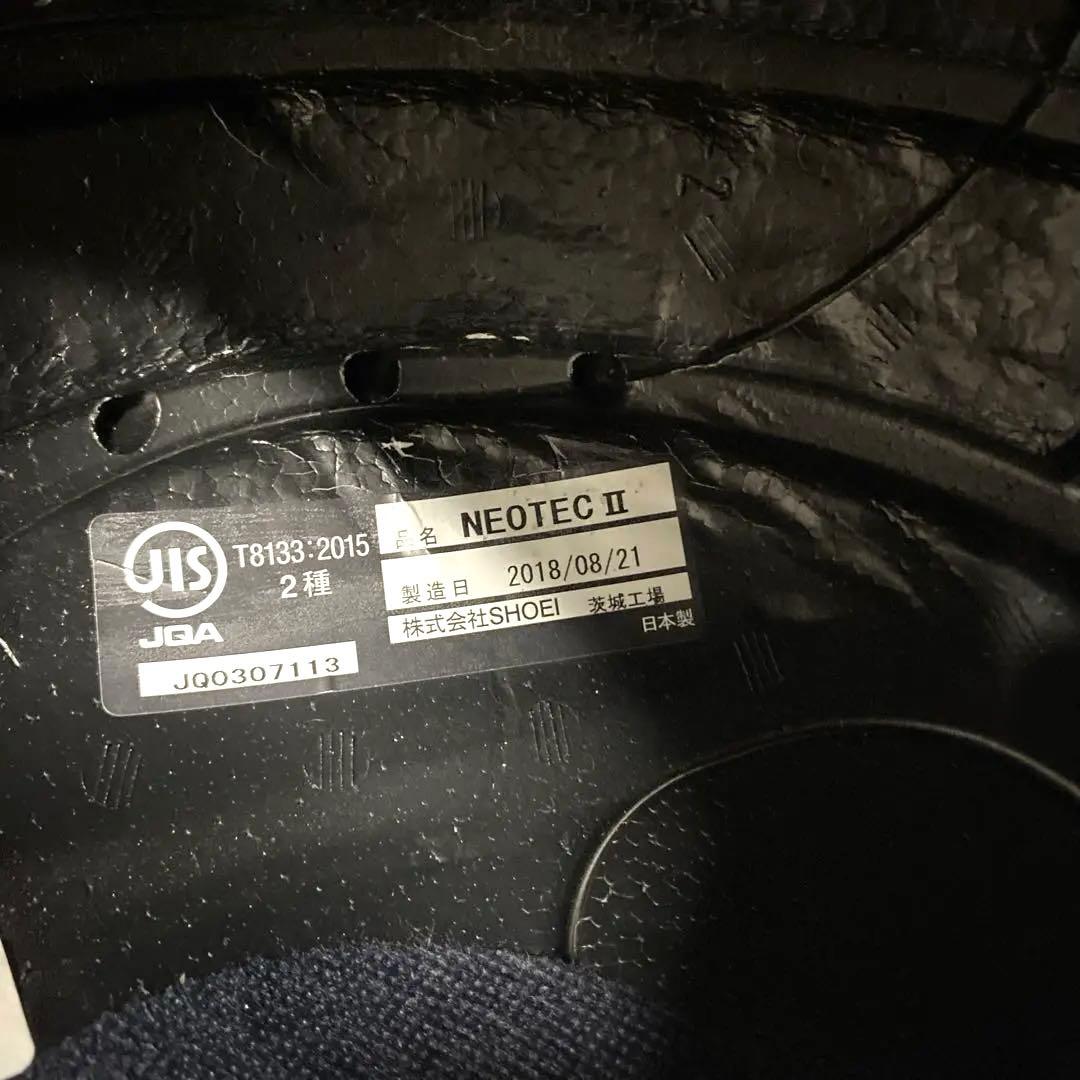 2
JIS
T8133:2015
2種
JQA
JQ0307113
品名 NEOTEC II
製造日 2018/08/21
株式会社SHOEI 茨城工場
日本製